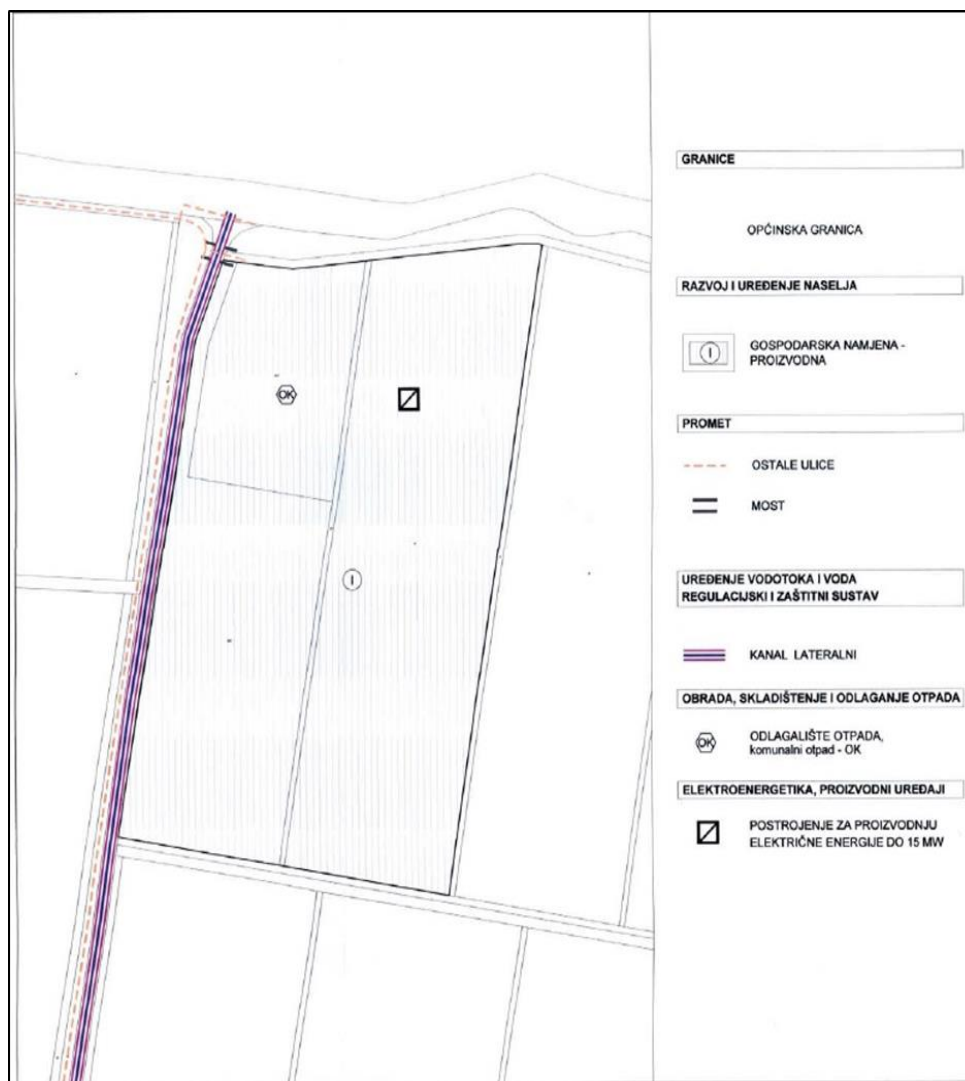 OK
I
GRANICE
OPĆINSKA GRANICA
RAZVOJ I UREĐENJE NASELJA
I
GOSPODARSKA NAMJENA -
PROIZVODNA
PROMET
OSTALE ULICE
MOST
UREĐENJE VODOTOKA I VODA
REGULACIJSKI I ZAŠTITNI SUSTAV
KANAL LATERALNI
OBRADA, SKLADIŠTENJE I ODLAGANJE OTPADA
OK
ODLAGALIŠTE OTPADA,
komunalni otpad - OK
ELEKTROENERGETIKA, PROIZVODNI UREĐAJI
POSTROJENJE ZA PROIZVODNJU
ELEKTRIČNE ENERGIJE DO 15 MW